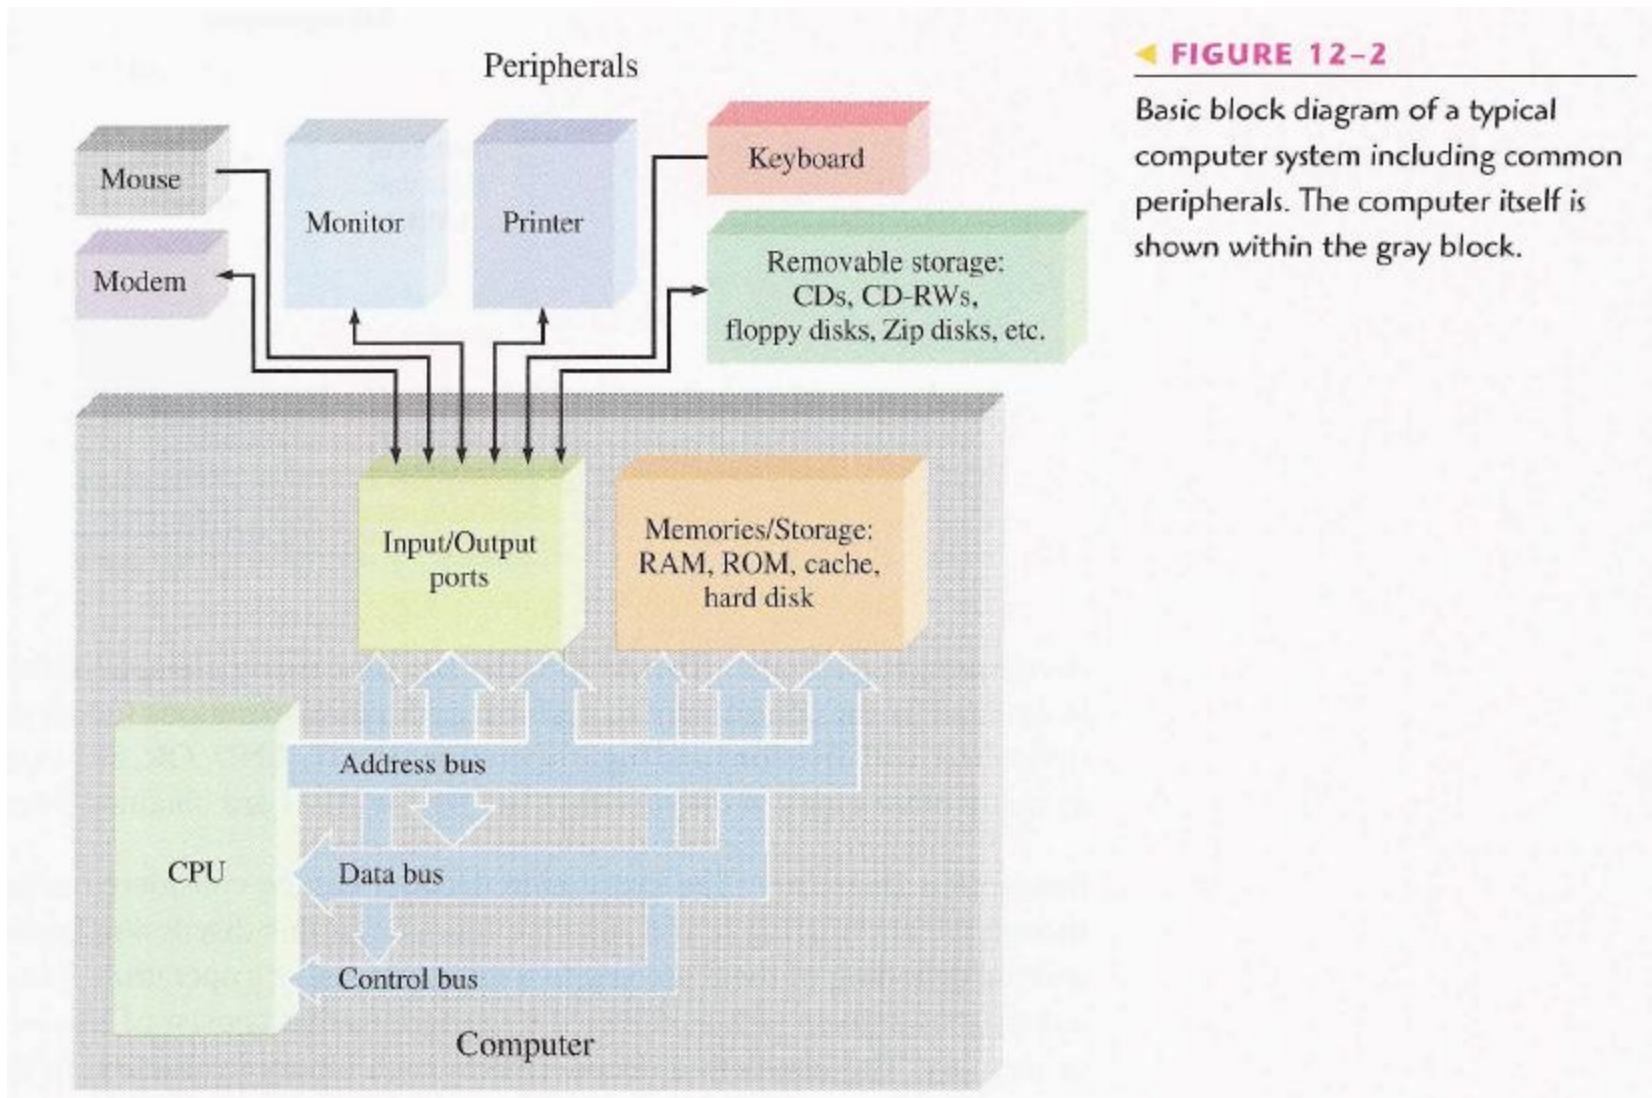 Peripherals
Mouse
Modem
Monitor
Printer
Keyboard
Removable storage:
CDs, CD-RWs,
floppy disks, Zip disks, etc.
Input/Output
ports
Memories/Storage:
RAM, ROM, cache,
hard disk
Address bus
CPU
Data bus
Control bus
Computer
FIGURE 12–2
Basic block diagram of a typical
computer system including common
peripherals. The computer itself is
shown within the gray block.